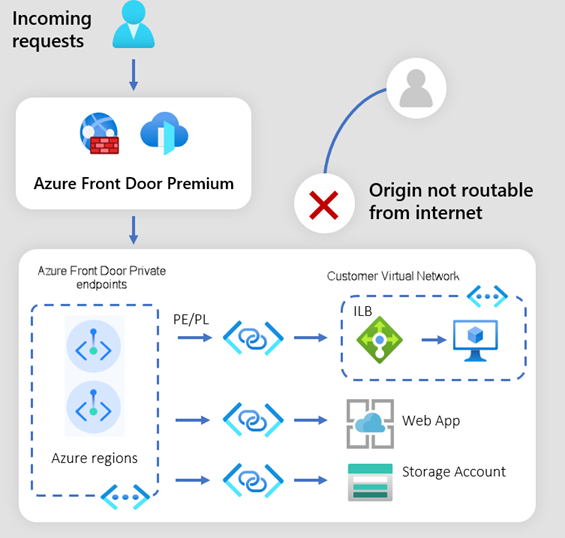 Incoming
requests
Azure Front Door Premium
Origin not routable
from internet
Azure Front Door Private
endpoints
Customer Virtual Network
PE/PL
ILB
Web App
Azure regions
Storage Account